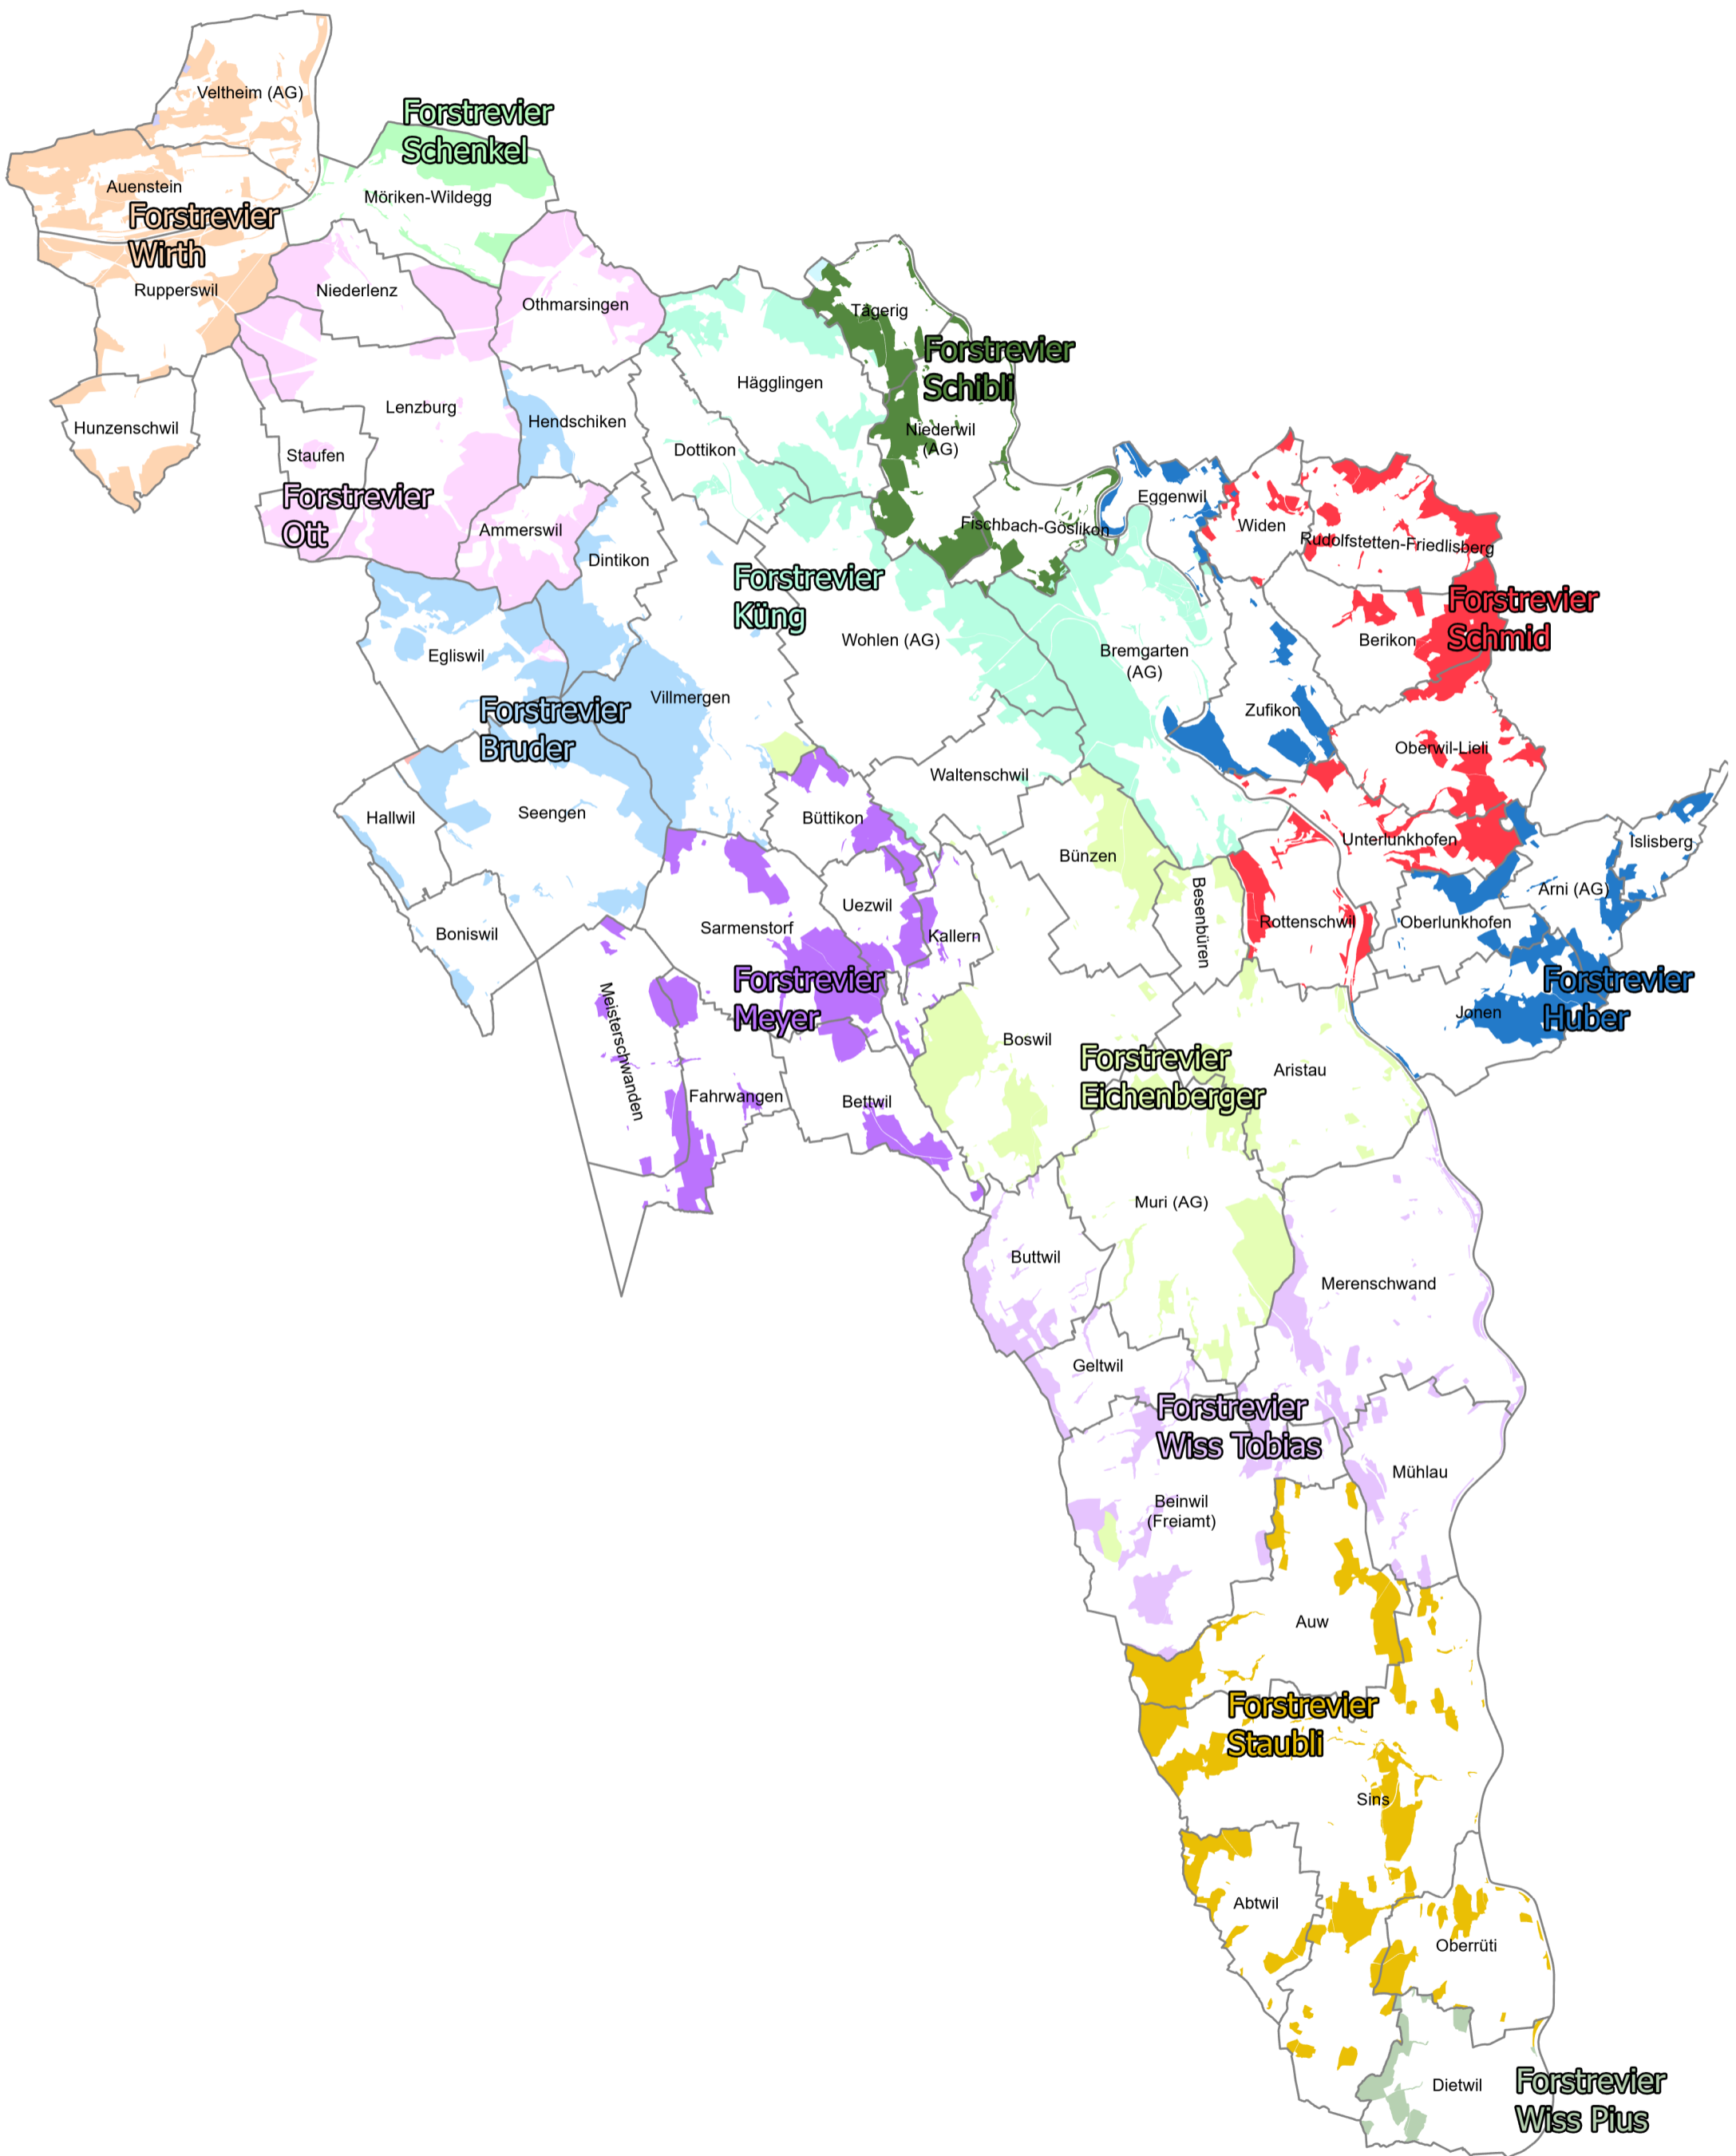 Veltheim (AG)
Forstrevier
Schenkel
Auenstein
Möriken-Wildegg
Forstrevier
Wirth
Rupperswil
Niederlenz
Othmarsingen
Tägerig
Forstrevier
Schibli
Hägglingen
Lenzburg
Hendschiken
Hunzenschwil
Staufen
Dottikon
Niederwil
(AG)
Forstrevier
Ott
Ammerswil
Eggenwil
Fischbach-Göslikon
Widen
Rudolfstetten-Friedlisberg
Dintikon
Forstrevier
Küng
Forstrevier
Schmid
Wohlen (AG)
Berikon
Egliswil
Bremgarten
(AG)
Villmergen
Forstrevier
Bruder
Zufikon
Oberwil-Lieli
Waltenschwil
Hallwil
Seengen
Büttikon
Bünzen
Unterlunkhofen
Islisberg
Arni (AG)
Uezwil
Besenbüren
Rottenschwil
Oberlunkhofen
Boniswil
Sarmenstorf
Kallern
Forstrevier
Meyer
Forstrevier
Huber
Meisterschwanden
Jonen
Boswil
Forstrevier
Eichenberger
Aristau
Fahrwangen
Bettwil
Muri (AG)
Buttwil
Merenschwand
Geltwil
Forstrevier
Wiss Tobias
Mühlau
Beinwil
(Freiamt)
Auw
Forstrevier
Staubli
Sins
Abtwil
Oberrüti
Dietwil
Forstrevier
Wiss Pius